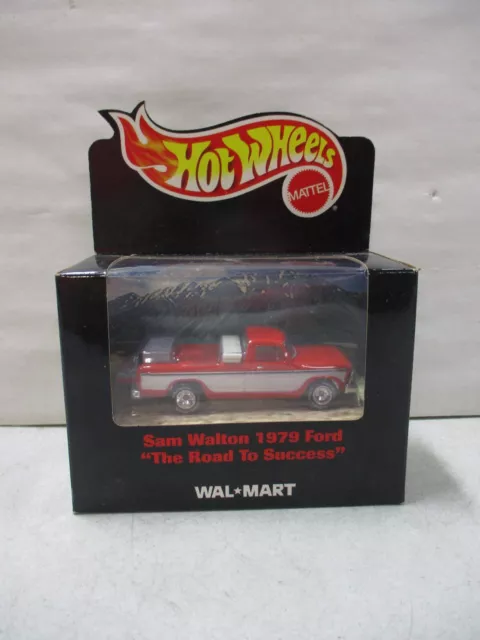 Hot Wheels
MATTEL
®
Sam Walton 1979 Ford
"The Road To Success"
WAL★MART